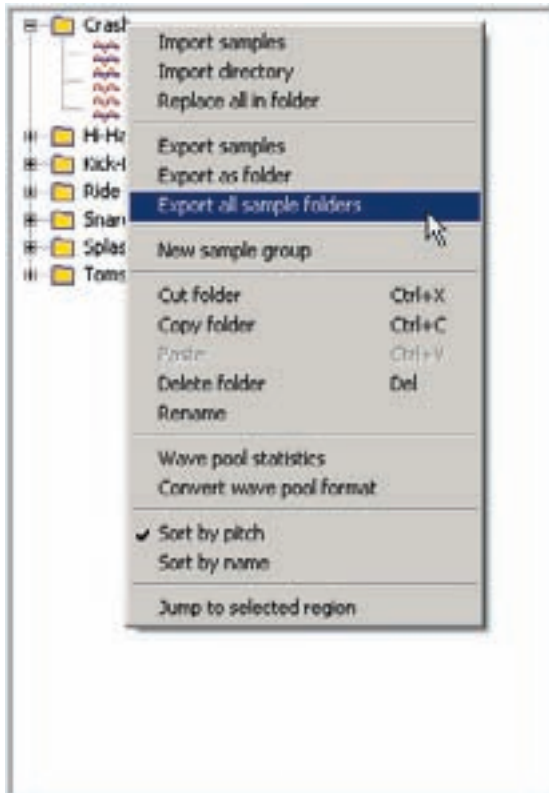 Crash
Import samples
Import directory
Replace all in folder
Hi-Ha
Export samples
Kick-
Export as folder
Ride
Export all sample folders
Snar
Splas
New sample group
Toms
Cut folder Ctrl+X
Copy folder Ctrl+C
Paste Ctrl+V
Delete folder Del
Rename
Wave pool statistics
Convert wave pool format
Sort by pitch
Sort by name
Jump to selected region